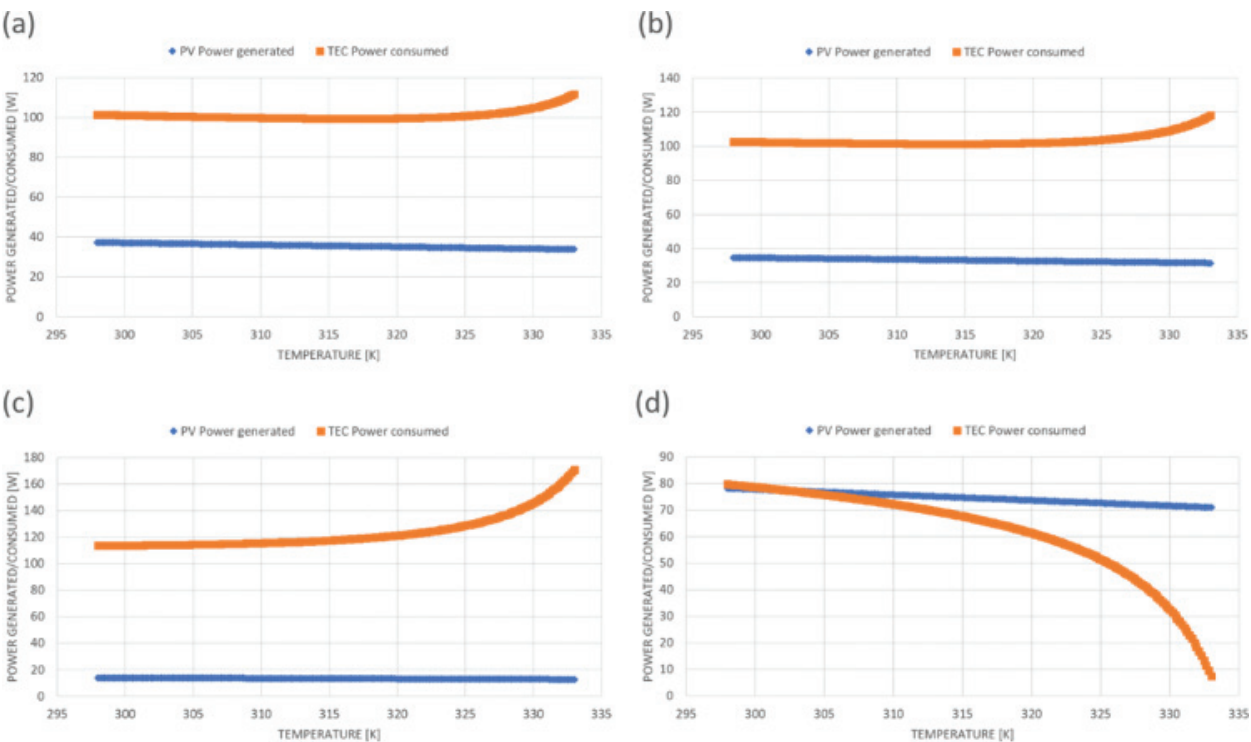 (a)
PV Power generated TEC Power consumed
POWER GENERATED/CONSUMED [W]
120
100
80
60
40
20
0
295 300 305 310 315 320 325 330 335
TEMPERATURE [K]
(b)
PV Power generated TEC Power consumed
POWER GENERATED/CONSUMED [W]
140
120
100
80
60
40
20
0
295 300 305 310 315 320 325 330 335
TEMPERATURE [K]
(c)
PV Power generated TEC Power consumed
POWER GENERATED/CONSUMED [W]
180
160
140
120
100
80
60
40
20
0
295 300 305 310 315 320 325 330 335
TEMPERATURE [K]
(d)
PV Power generated TEC Power consumed
POWER GENERATED/CONSUMED [W]
90
80
70
60
50
40
30
20
10
0
295 300 305 310 315 320 325 330 335
TEMPERATURE [K]